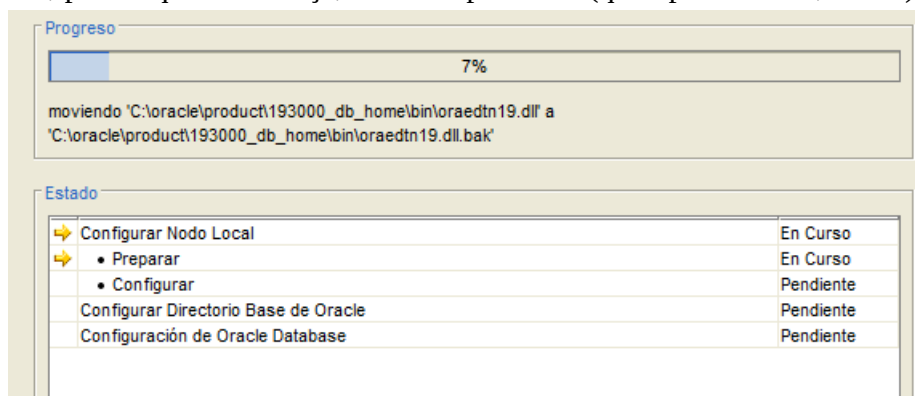 Progreso
7%
moviendo 'C:\oracle\product\193000_db_home\bin\oraedtn19.dll' a
'C:\oracle\product\193000_db_home\bin\oraedtn19.dll.bak'
Estado
Configurar Nodo Local En Curso
• Preparar En Curso
• Configurar Pendiente
Configurar Directorio Base de Oracle Pendiente
Configuración de Oracle Database Pendiente